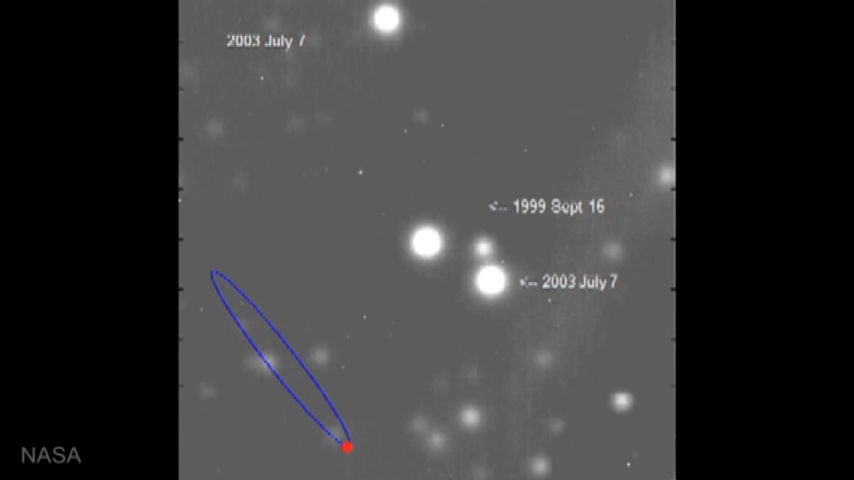 2003 July 7
<-- 1999 Sept 16
<-- 2003 July 7
NASA